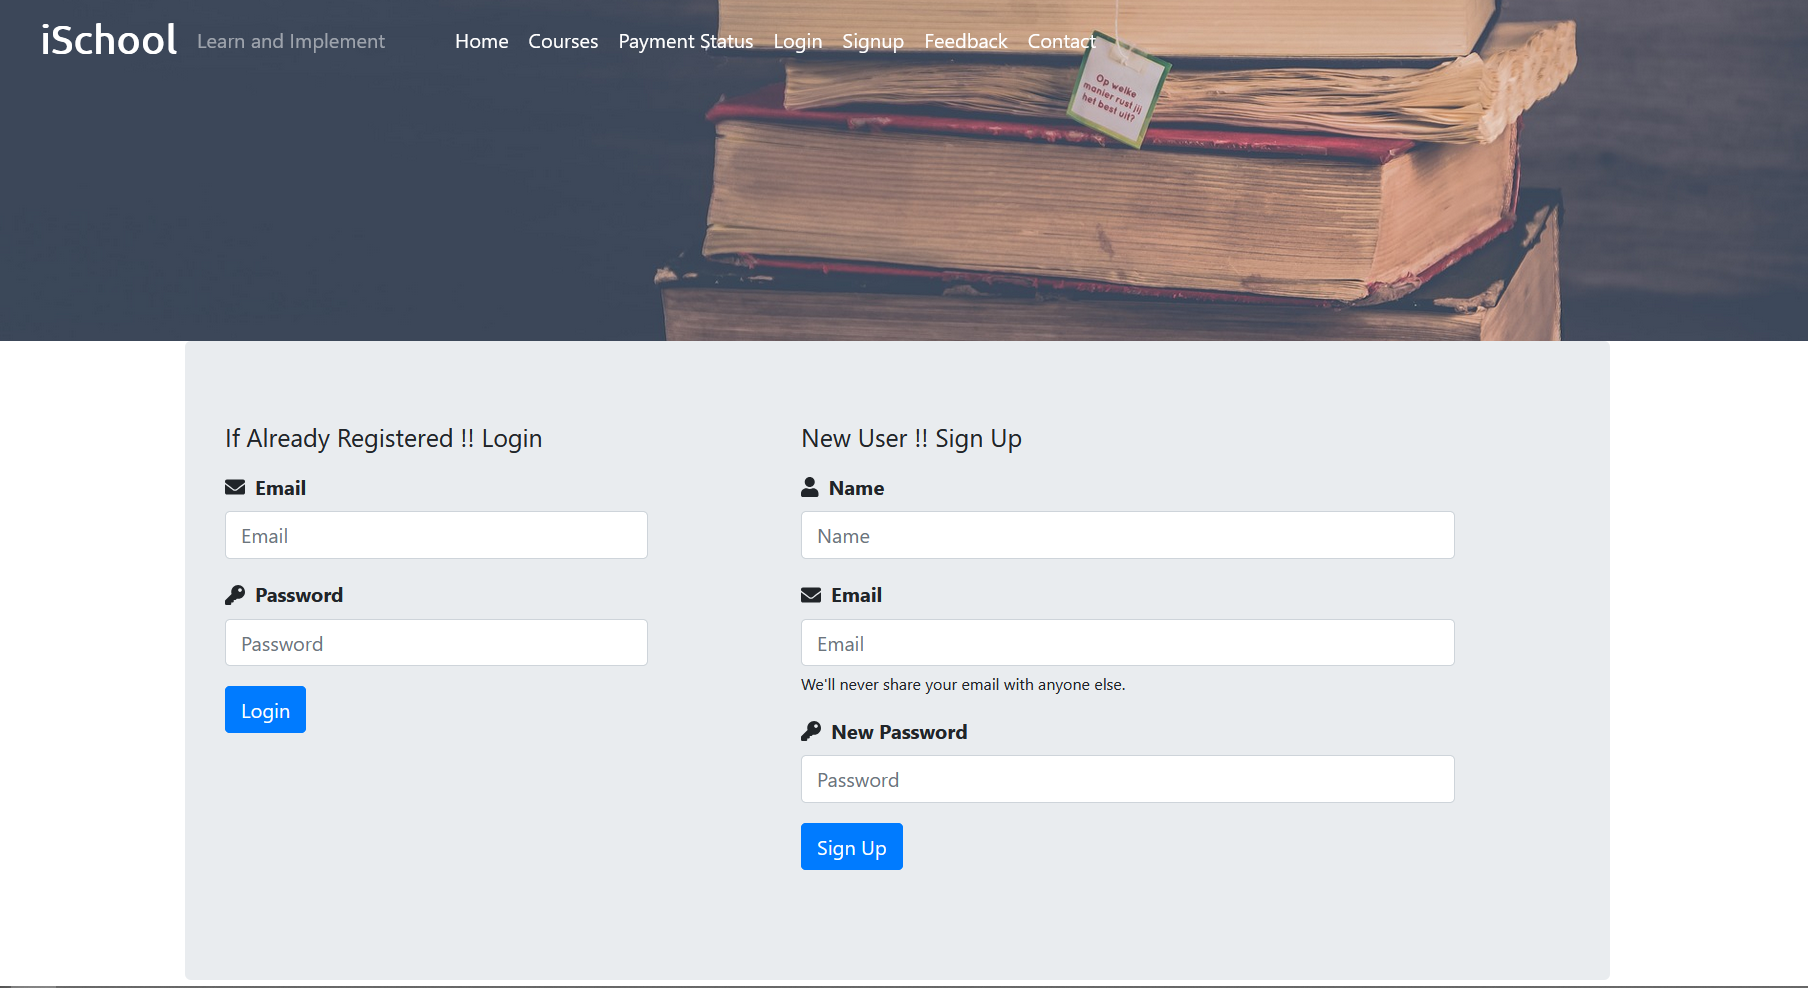 iSchool Learn and Implement Home Courses Payment Status Login Signup Feedback Contact
Op welke
manier rust jij
het best uit?
If Already Registered !! Login
Email
Email
Password
Password
Login
New User !! Sign Up
Name
Name
Email
Email
We'll never share your email with anyone else.
New Password
Password
Sign Up